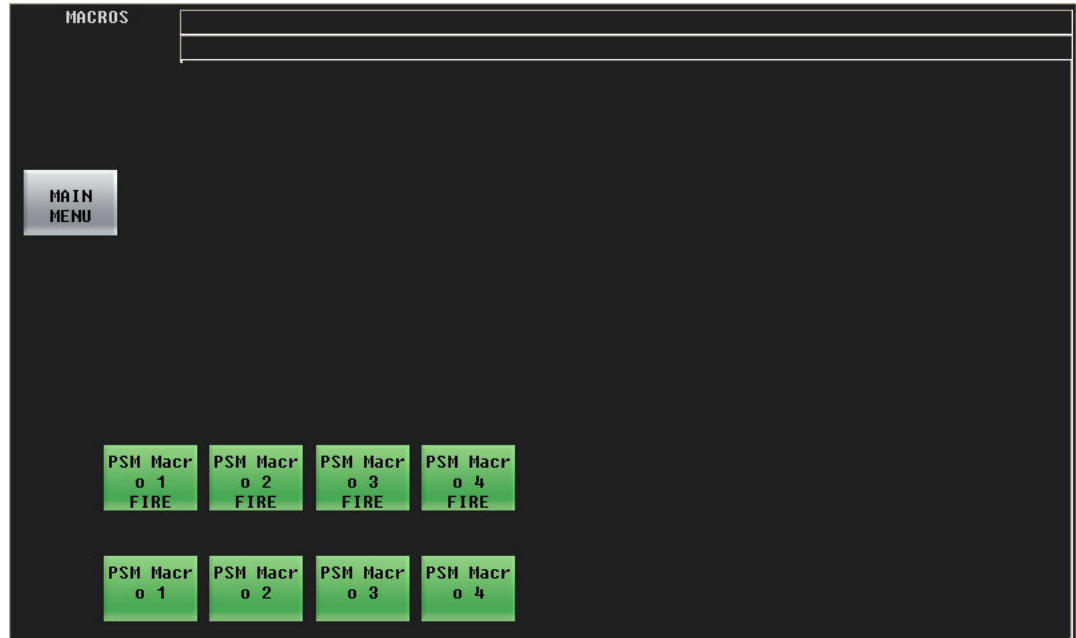 MACROS
MAIN
MENU
PSM Macr
o 1
FIRE
PSM Macr
o 2
FIRE
PSM Macr
o 3
FIRE
PSM Macr
o 4
FIRE
PSM Macr
o 1
PSM Macr
o 2
PSM Macr
o 3
PSM Macr
o 4